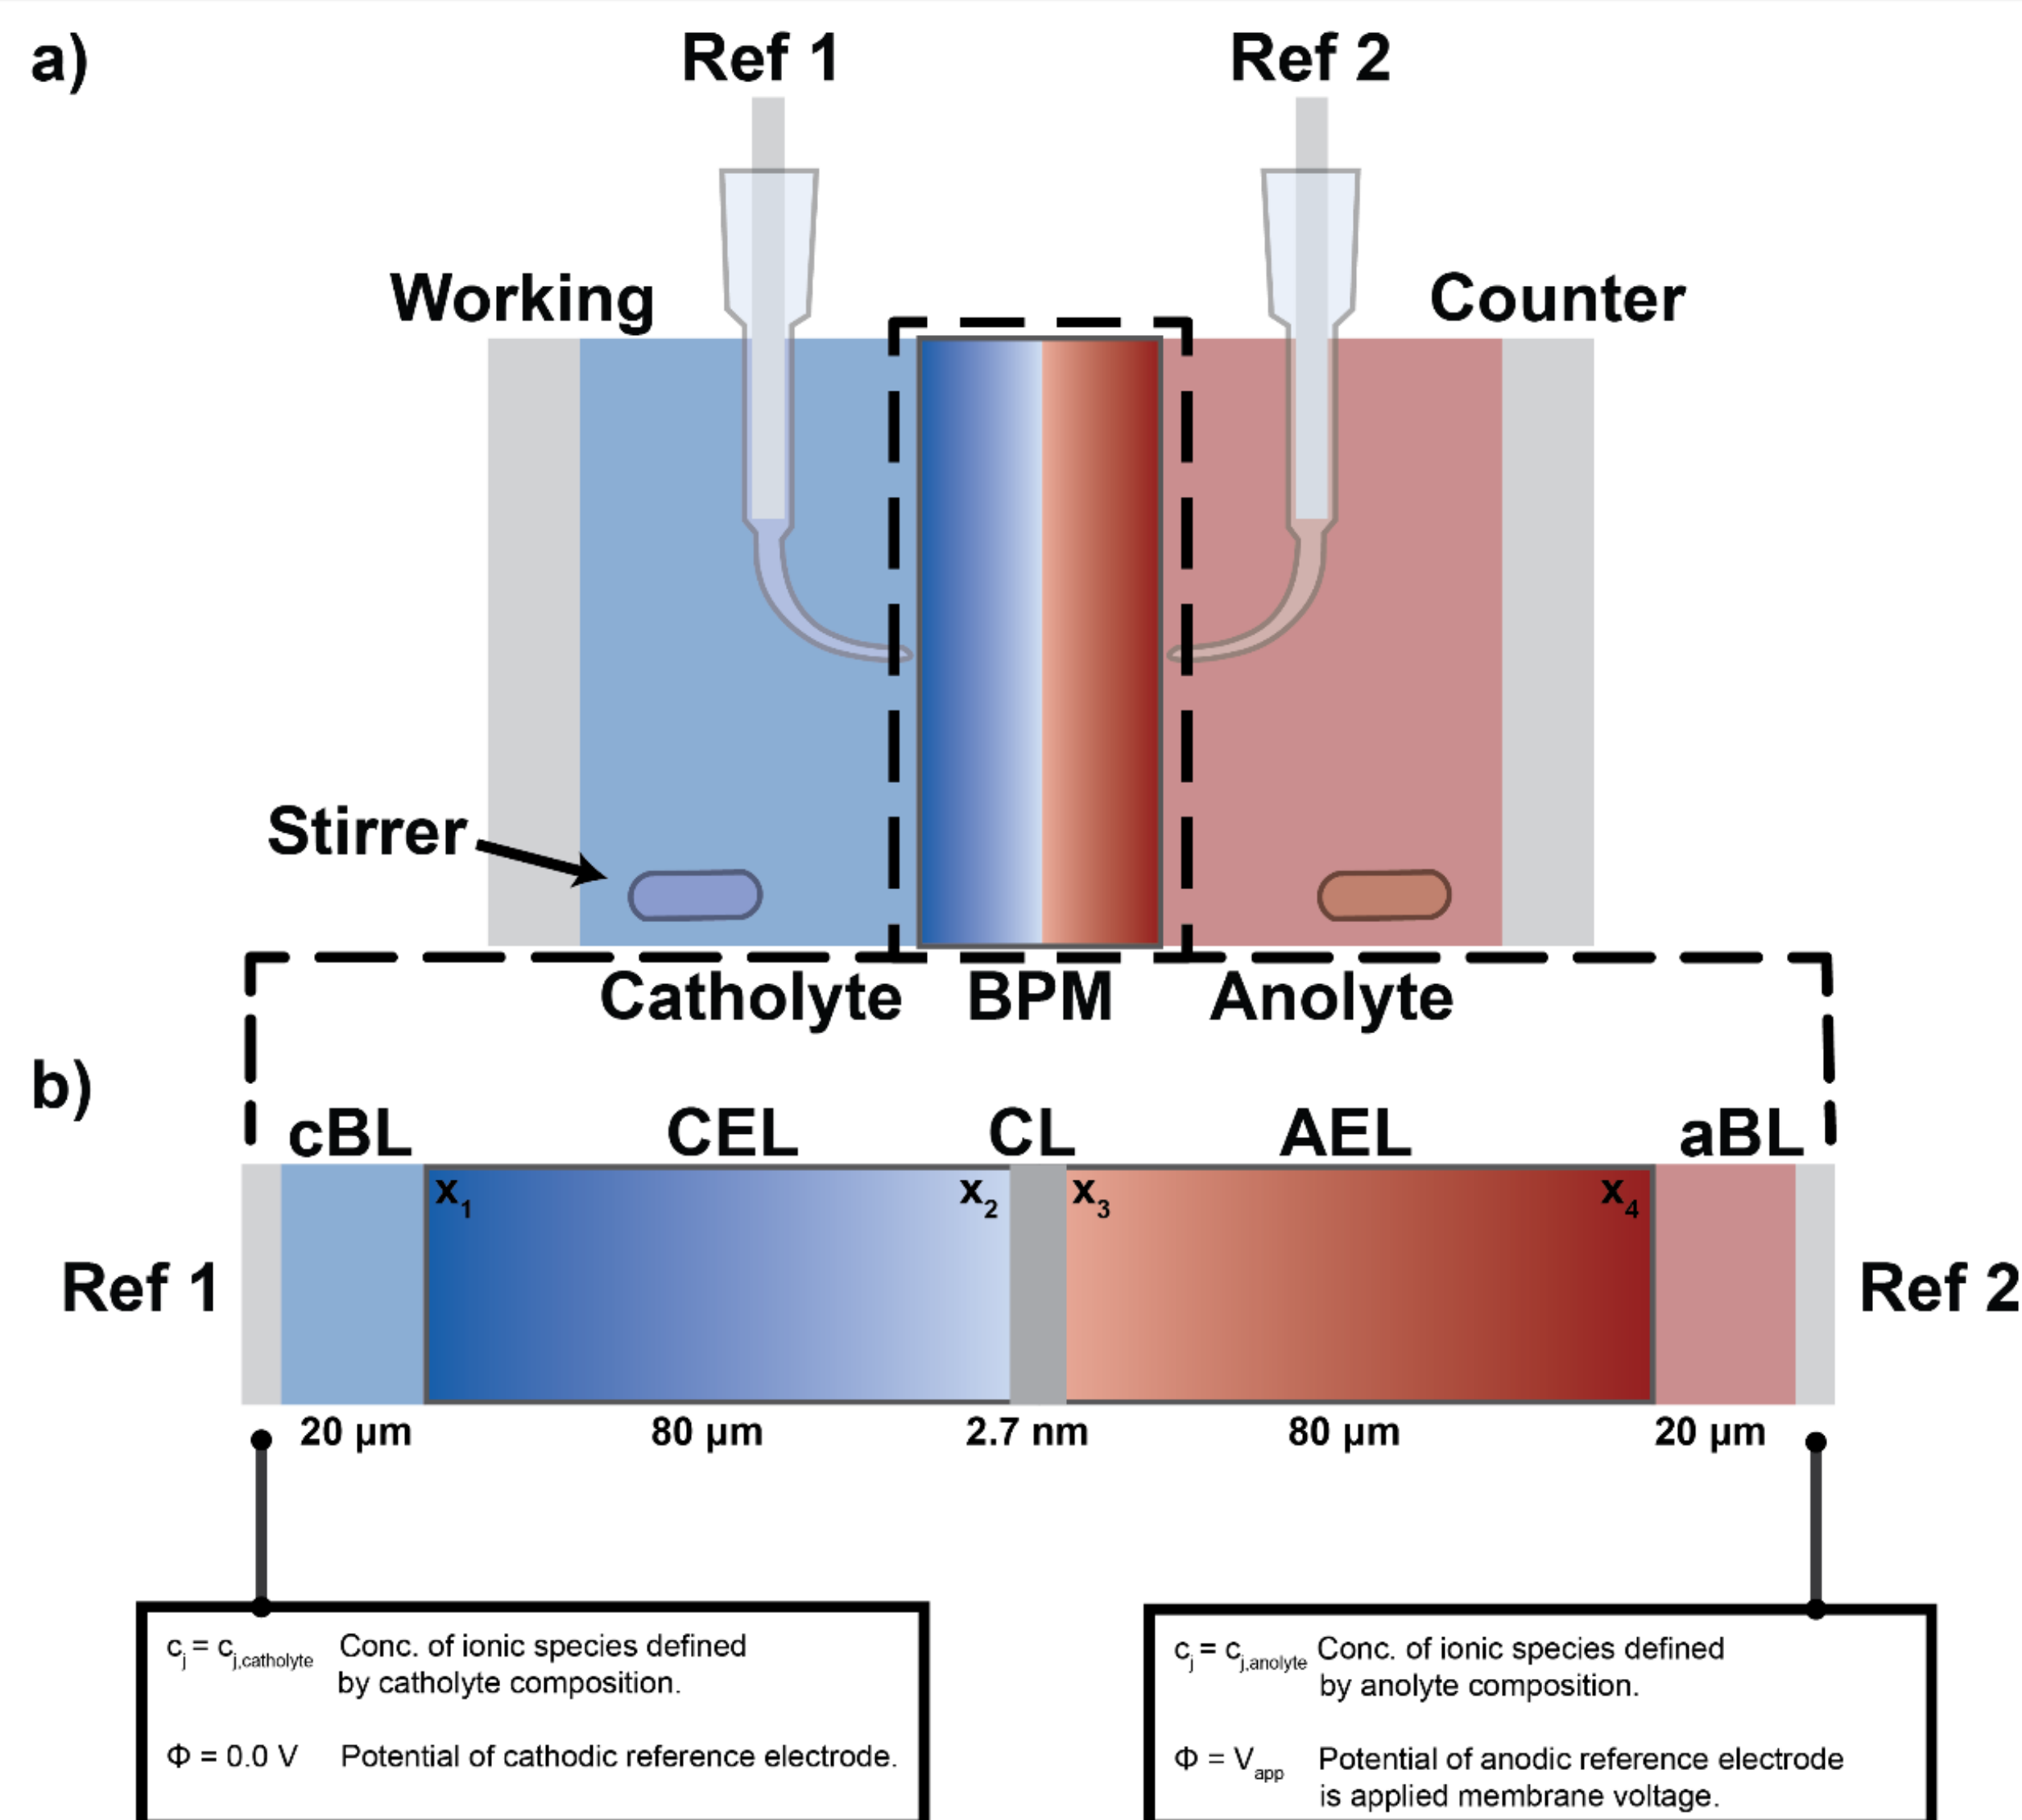 a)
Ref 1
Ref 2
Working
Counter
Stirrer
Catholyte
BPM
Anolyte
b)
cBL
CEL
CL
AEL
aBL
x₁
x₂
x₃
x₄
Ref 1
Ref 2
20 µm
80 µm
2.7 nm
80 µm
20 µm
cⱼ = cⱼ,catholyte Conc. of ionic species defined
by catholyte composition.
Φ = 0.0 V Potential of cathodic reference electrode.
cⱼ = cⱼ,anolyte Conc. of ionic species defined
by anolyte composition.
Φ = Vapp Potential of anodic reference electrode
is applied membrane voltage.